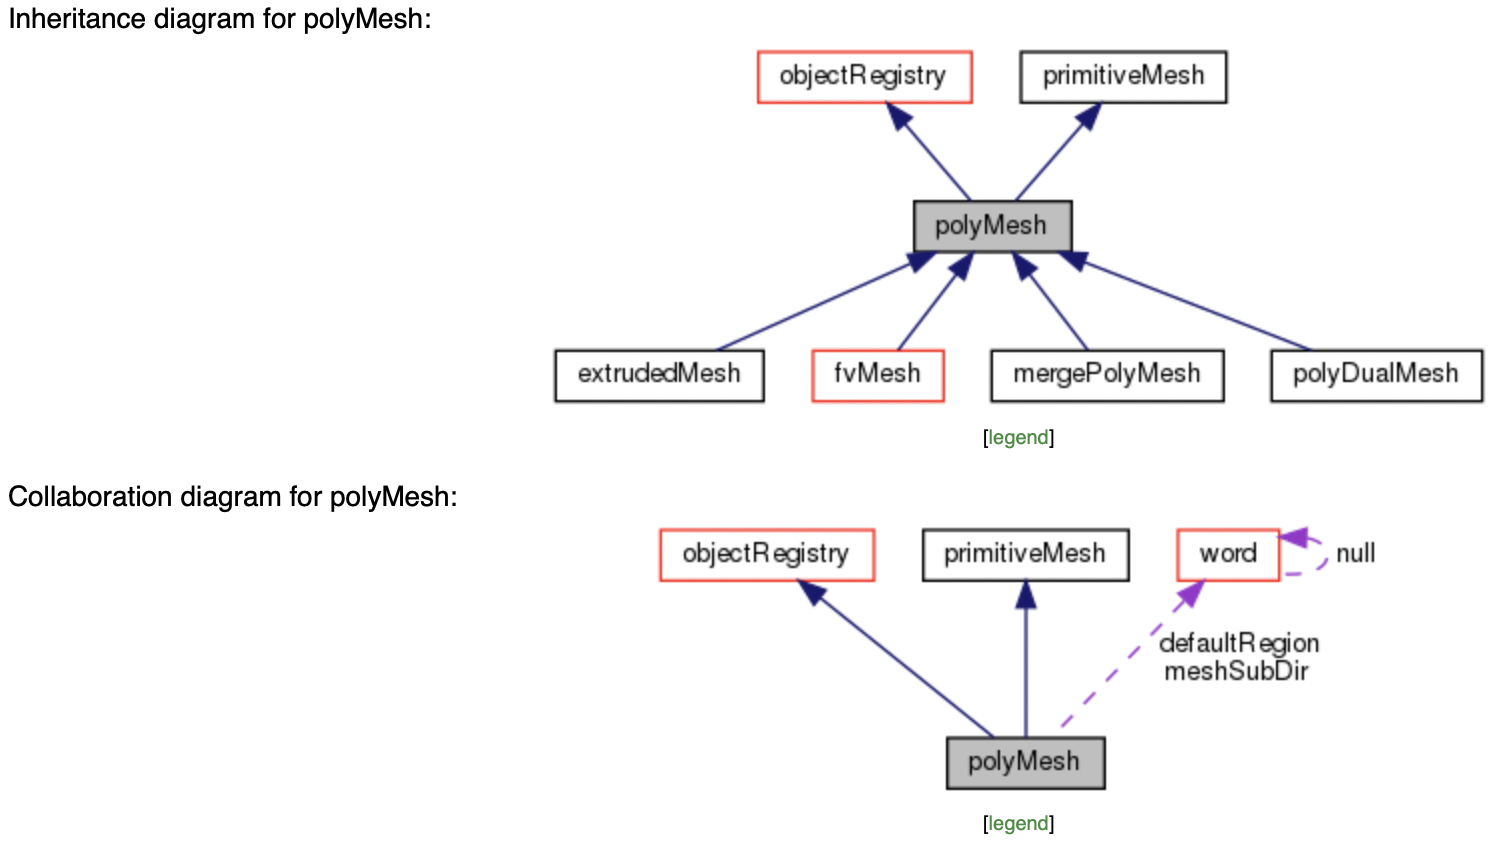 Inheritance diagram for polyMesh:
objectRegistry primitiveMesh
polyMesh
extrudedMesh fvMesh mergePolyMesh polyDualMesh
[legend]
Collaboration diagram for polyMesh:
objectRegistry primitiveMesh word null
defaultRegion
meshSubDir
polyMesh
[legend]